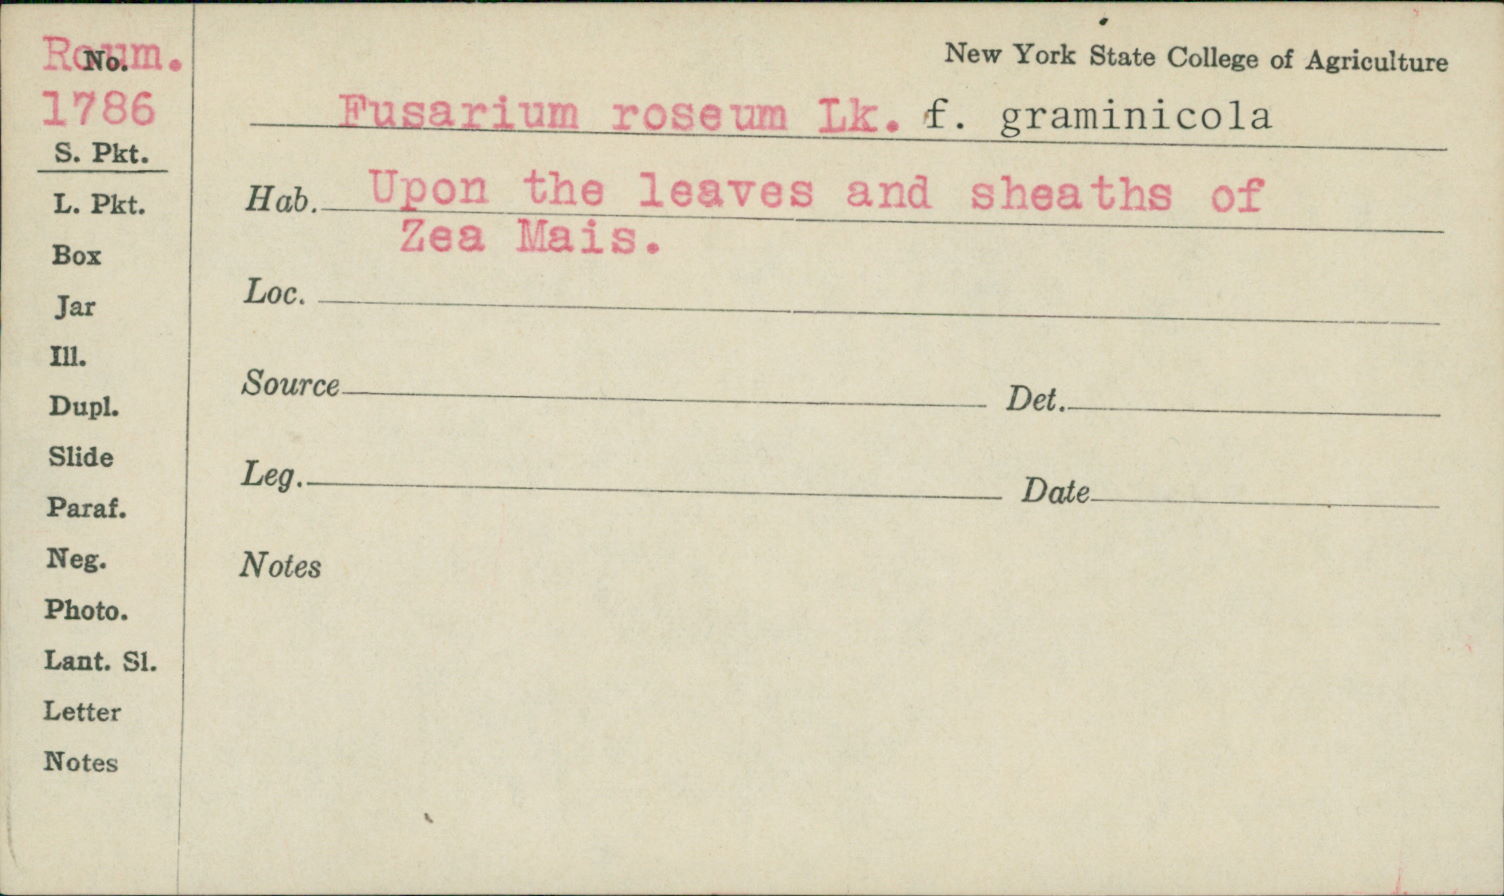 Roum.
No.
1786
S. Pkt.
L. Pkt.
Box
Jar
Ill.
Dupl.
Slide
Paraf.
Neg.
Photo.
Lant. Sl.
Letter
Notes
New York State College of Agriculture
Fusarium roseum Lk. f. graminicola
Hab. Upon the leaves and sheaths of
Zea Mais.
Loc.
Source Det.
Leg. Date
Notes